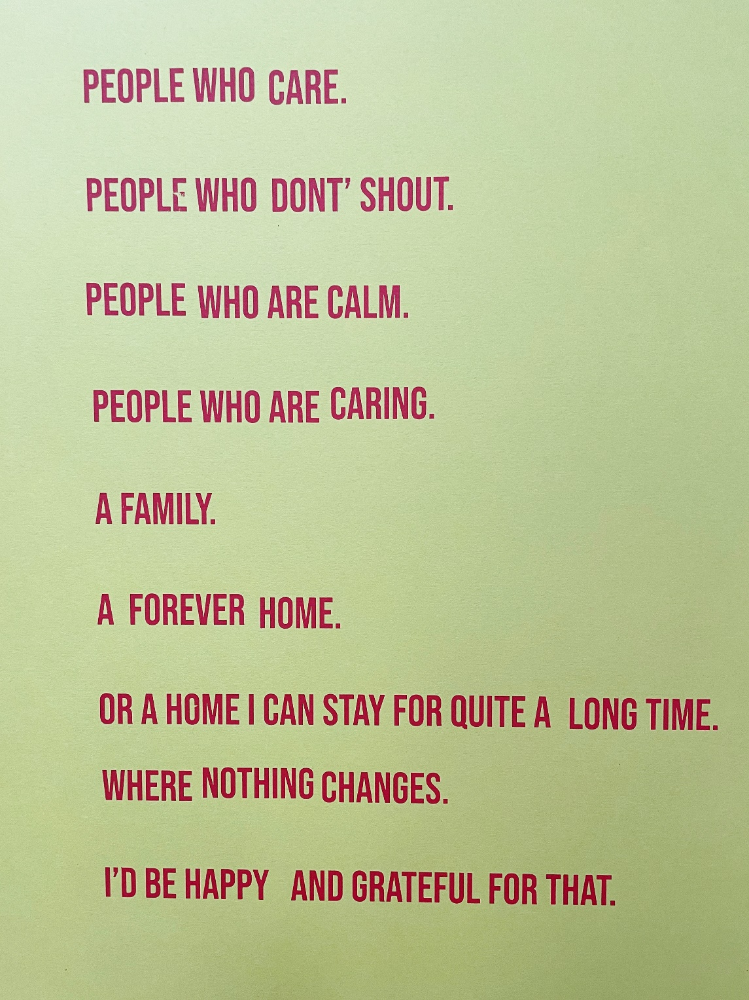 PEOPLE WHO CARE.
PEOPLE WHO DONT’ SHOUT.
PEOPLE WHO ARE CALM.
PEOPLE WHO ARE CARING.
A FAMILY.
A FOREVER HOME.
OR A HOME I CAN STAY FOR QUITE A LONG TIME.
WHERE NOTHING CHANGES.
I’D BE HAPPY AND GRATEFUL FOR THAT.